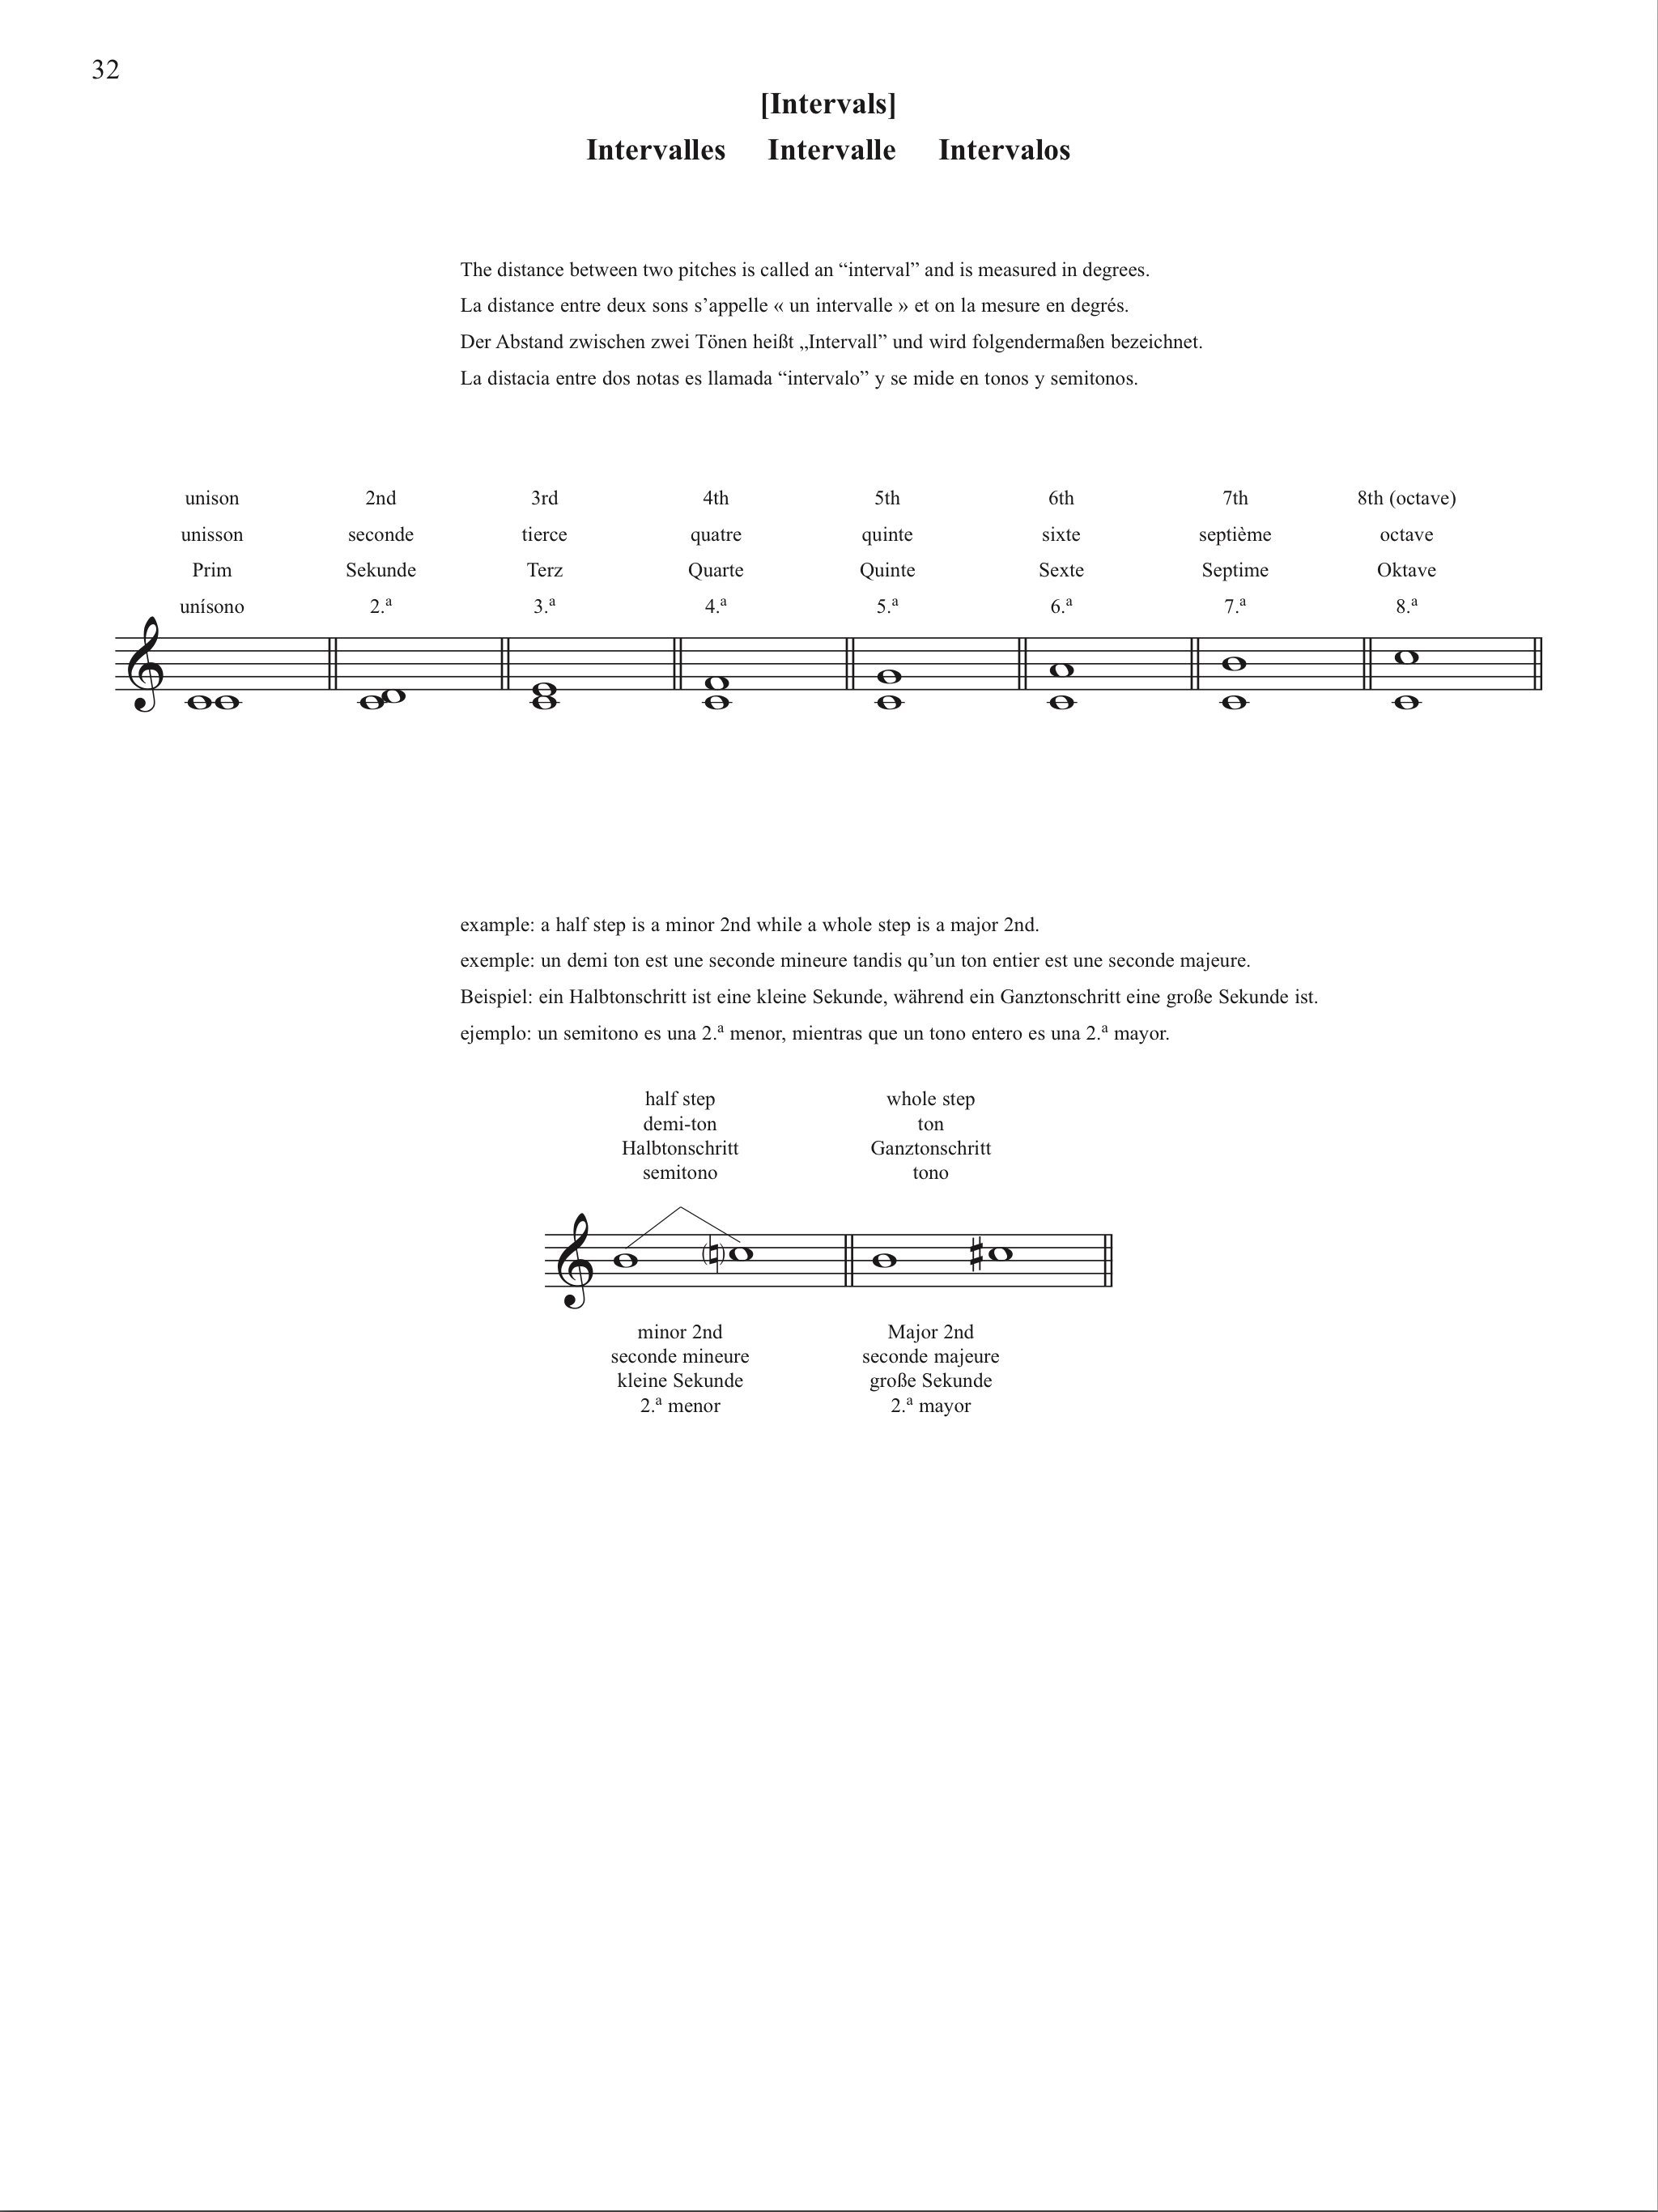 32
[Intervals]
Intervalles Intervalle Intervalos
The distance between two pitches is called an “interval” and is measured in degrees.
La distance entre deux sons s’appelle « un intervalle » et on la mesure en degrés.
Der Abstand zwischen zwei Tönen heißt „Intervall” und wird folgendermaßen bezeichnet.
La distacia entre dos notas es llamada “intervalo” y se mide en tonos y semitonos.
unison 2nd 3rd 4th 5th 6th 7th 8th (octave)
unisson seconde tierce quatre quinte sixte septième octave
Prim Sekunde Terz Quarte Quinte Sexte Septime Oktave
unísono 2.ª 3.ª 4.ª 5.ª 6.ª 7.ª 8.ª
example: a half step is a minor 2nd while a whole step is a major 2nd.
exemple: un demi ton est une seconde mineure tandis qu’un ton entier est une seconde majeure.
Beispiel: ein Halbtonschritt ist eine kleine Sekunde, während ein Ganztonschritt eine große Sekunde ist.
ejemplo: un semitono es una 2.ª menor, mientras que un tono entero es una 2.ª mayor.
half step whole step
demi-ton ton
Halbtonschritt Ganztonschritt
semitono tono
minor 2nd Major 2nd
seconde mineure seconde majeure
kleine Sekunde große Sekunde
2.ª menor 2.ª mayor